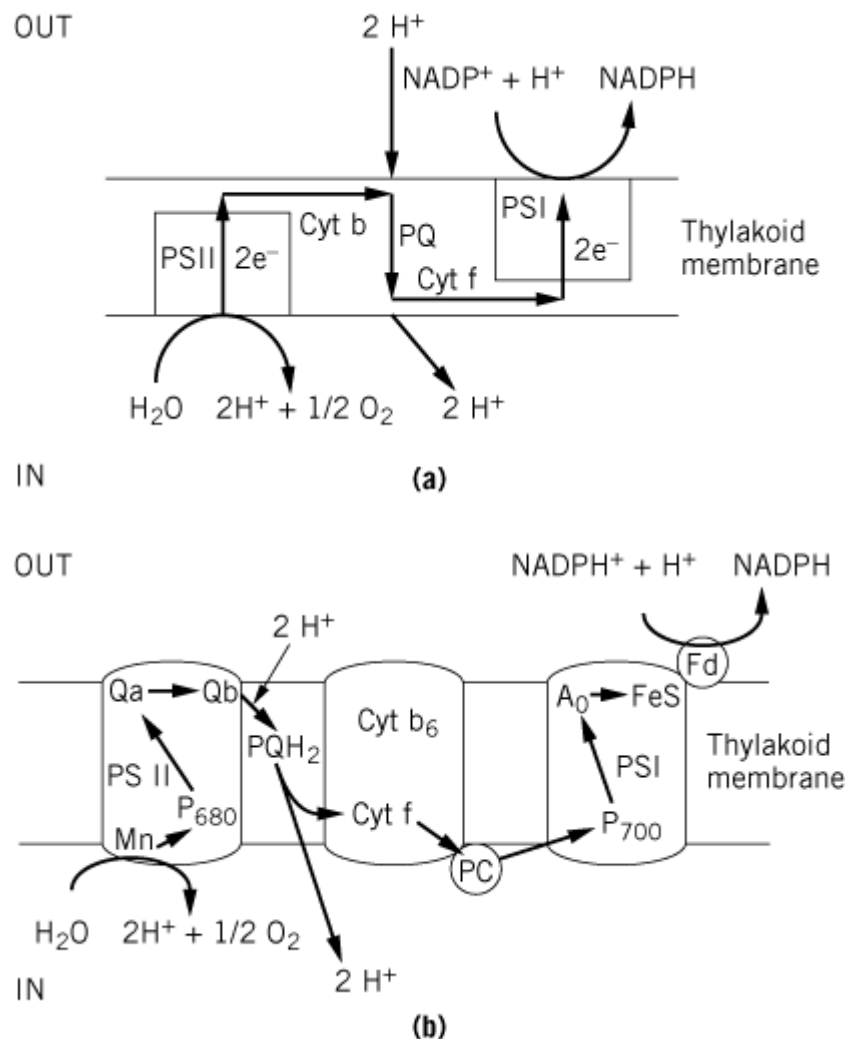 OUT
2 H⁺
NADP⁺ + H⁺ NADPH
PSI
Cyt b
PQ
PSII 2e⁻
2e⁻
Cyt f
Thylakoid
membrane
H₂O 2H⁺ + 1/2 O₂ 2 H⁺
IN
(a)
OUT
NADPH⁺ + H⁺ NADPH
2 H⁺
Fd
Qa Qb
A₀ FeS
Cyt b₆
PQH₂
Thylakoid
membrane
PS II
PSI
P₆₈₀
Cyt f
P₇₀₀
Mn
PC
H₂O 2H⁺ + 1/2 O₂
2 H⁺
IN
(b)